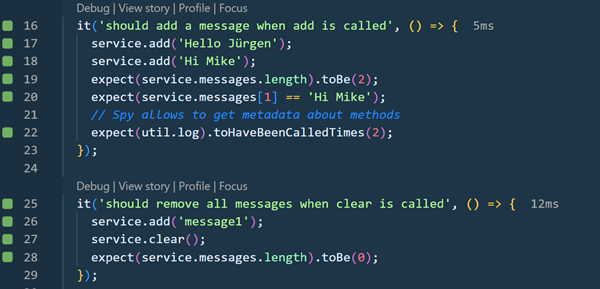 Debug | View story | Profile | Focus
16 it('should add a message when add is called', () => { 5ms
17 service.add('Hello Jürgen');
18 service.add('Hi Mike');
19 expect(service.messages.length).toBe(2);
20 expect(service.messages[1] == 'Hi Mike');
21 // Spy allows to get metadata about methods
22 expect(util.log).toHaveBeenCalledTimes(2);
23 });
24
Debug | View story | Profile | Focus
25 it('should remove all messages when clear is called', () => { 12ms
26 service.add('message1');
27 service.clear();
28 expect(service.messages.length).toBe(0);
29 });